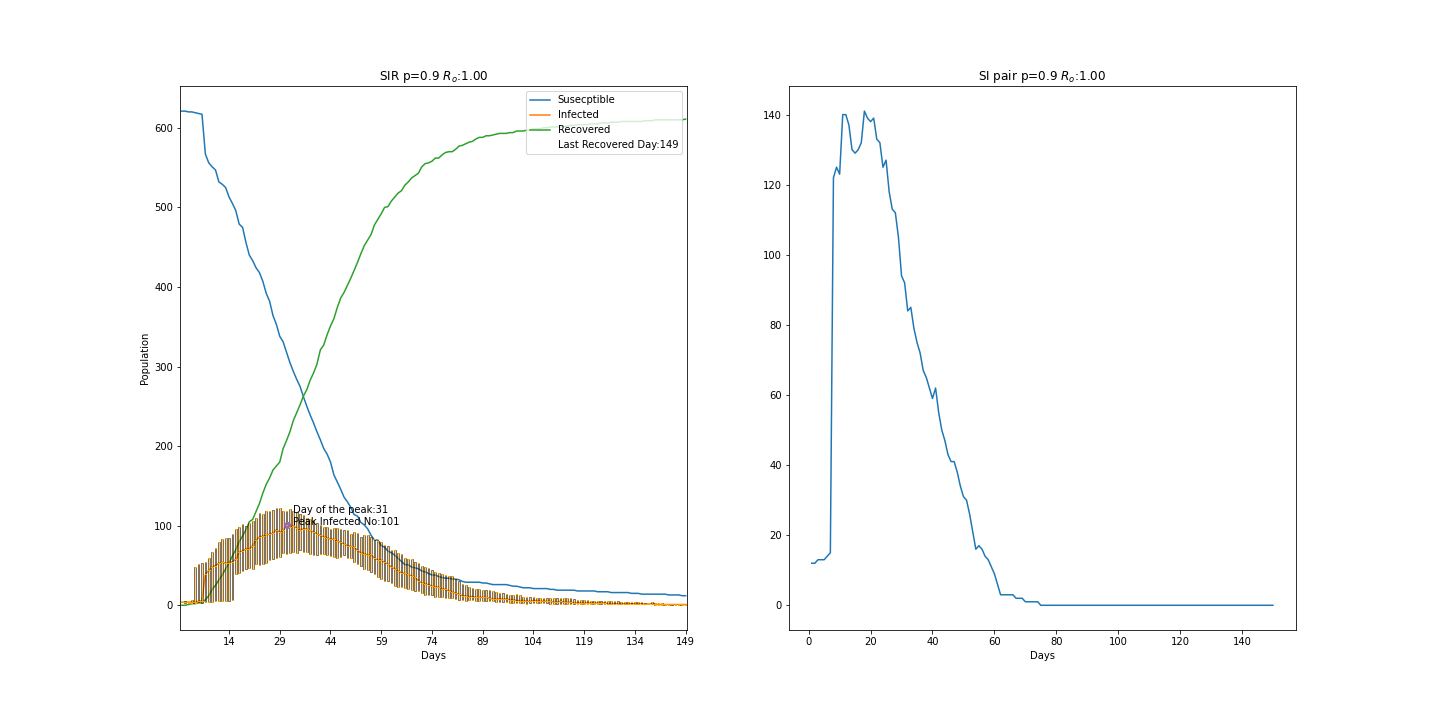 SIR p=0.9 Rₒ:1.00
Susecptible
Infected
Recovered
Last Recovered Day:149
Population
600
500
400
300
200
100
0
Day of the peak:31
Peak Infected No:101
14 29 44 59 74 89 104 119 134 149
Days
SI pair p=0.9 Rₒ:1.00
140
120
100
80
60
40
20
0
0 20 40 60 80 100 120 140
Days